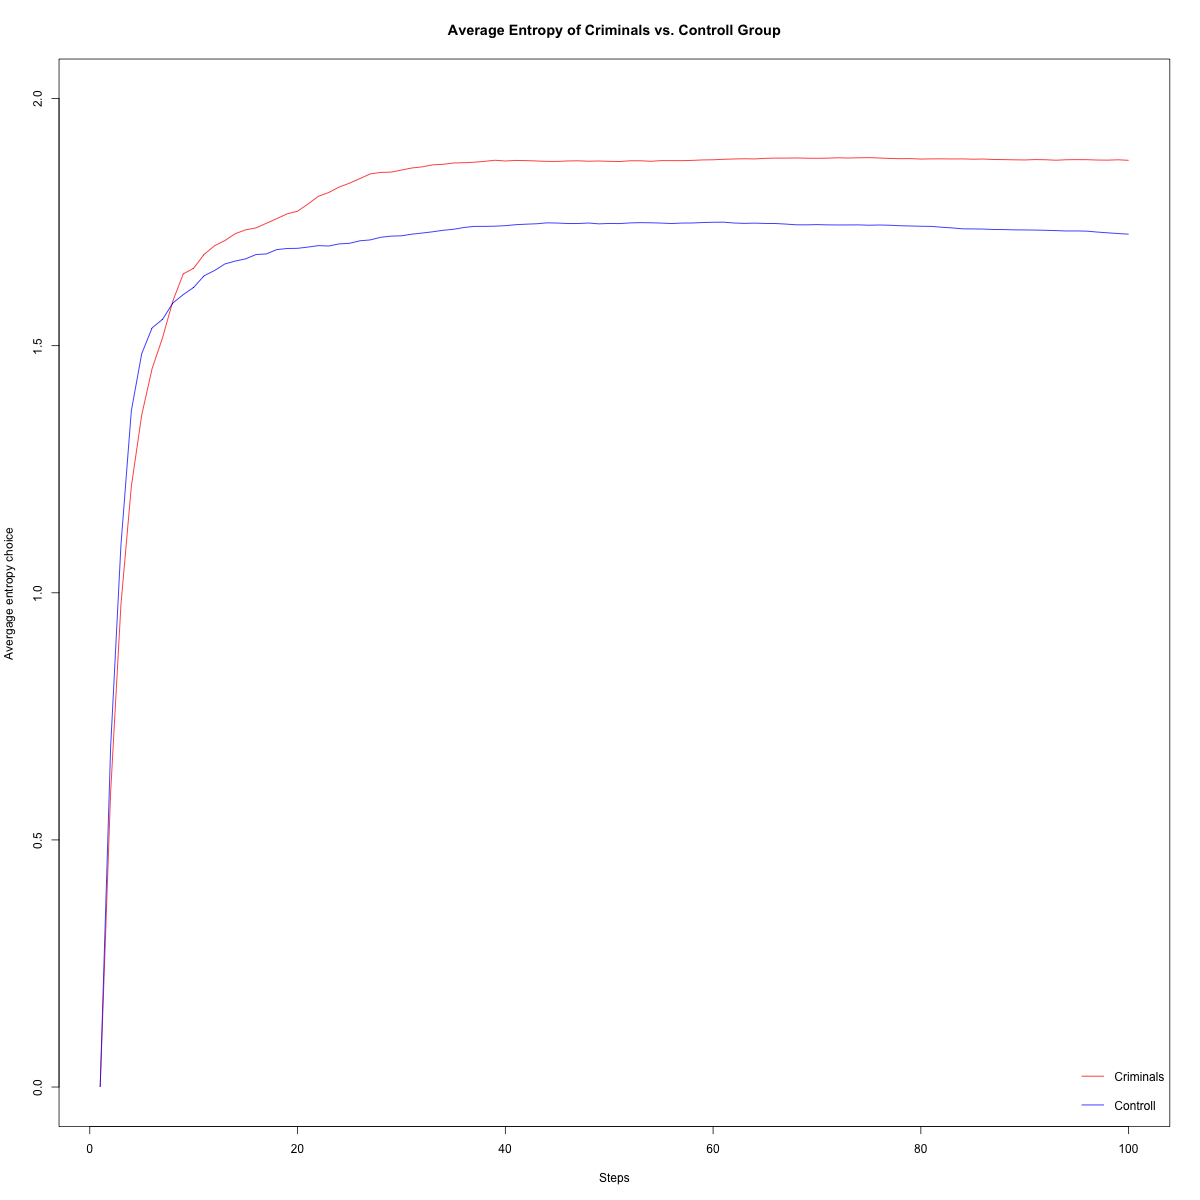 Average Entropy of Criminals vs. Controll Group
2.0
1.5
1.0
0.5
0.0
Avergage entropy choice
0 20 40 60 80 100
Steps
Criminals
Controll